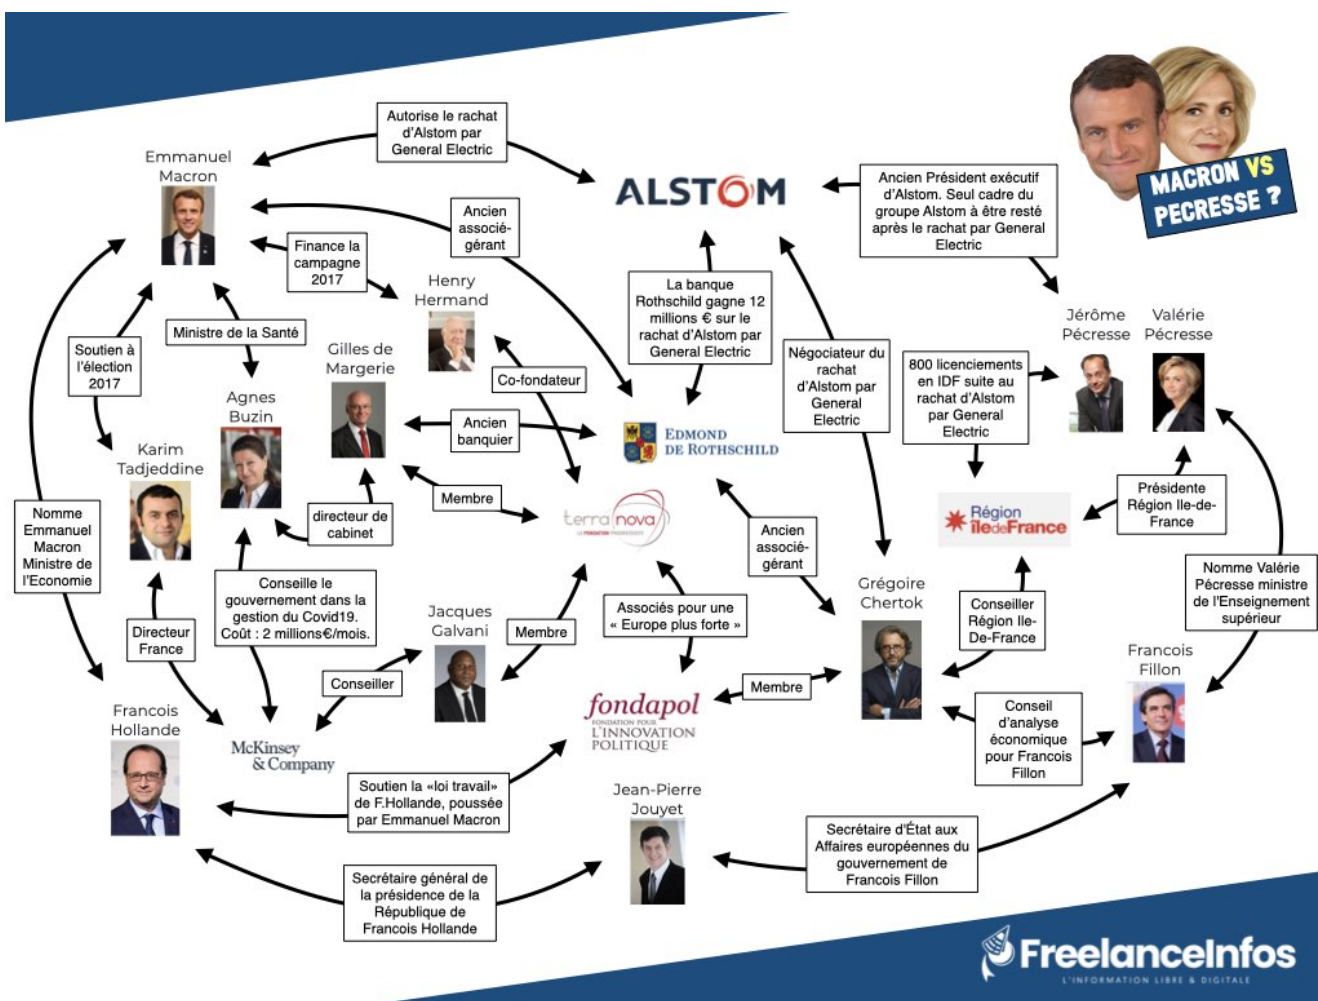 Autorise le rachat
d'Alstom par
General Electric
Emmanuel
Macron
ALSTOM
Ancien Président exécutif
d'Alstom. Seul cadre du
groupe Alstom à être resté
après le rachat par General
Electric
MACRON VS
PECRESSE ?
Ancien
associé-
gérant
Finance la
campagne
2017
Henry
Hermand
La banque
Rothschild gagne 12
millions € sur le
rachat d'Alstom par
General Electric
Jérôme
Pécresse
Valérie
Pécresse
Ministre de la Santé
Soutien à
l'élection
2017
Gilles de
Margerie
Co-fondateur
Négociateur du
rachat
d'Alstom par
General
Electric
800 licenciements
en IDF suite au
rachat d'Alstom
par General
Electric
Agnes
Buzin
Ancien
banquier
EDMOND
DE ROTHSCHILD
Karim
Tadjeddine
Membre
Présidente
Région Ile-de-
France
Nomme
Emmanuel
Macron
Ministre de
l'Economie
directeur de
cabinet
terra nova
LA FONDATION PROGRESSISTE
Région
îledeFrance
Ancien
associé-
gérant
Nomme Valérie
Pécresse ministre
de l'Enseignement
supérieur
Conseille le
gouvernement dans la
gestion du Covid19.
Coût : 2 millions€/mois.
Grégoire
Chertok
Conseiller
Région Ile-
De-France
Jacques
Galvani
Associés pour une
« Europe plus forte »
Directeur
France
Membre
Francois
Fillon
Conseiller
Membre
fondapol
FONDATION POUR
L'INNOVATION
POLITIQUE
Francois
Hollande
Conseil
d'analyse
économique
pour Francois
Fillon
McKinsey
& Company
Soutien la «loi travail»
de F.Hollande, poussée
par Emmanuel Macron
Jean-Pierre
Jouyet
Secrétaire d'État aux
Affaires européennes du
gouvernement de
Francois Fillon
Secrétaire général de
la présidence de la
République de
Francois Hollande
FreelanceInfos
L'INFORMATION LIBRE & DIGITALE